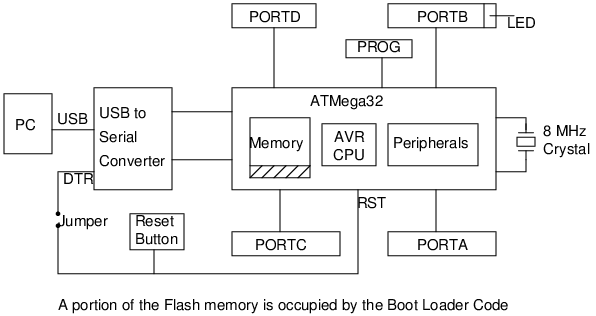 PORTD
PORTB
LED
PROG
ATMega32
PC
USB
USB to
Serial
Converter
Memory
AVR
CPU
Peripherals
8 MHz
Crystal
DTR
RST
Jumper
Reset
Button
PORTC
PORTA
A portion of the Flash memory is occupied by the Boot Loader Code